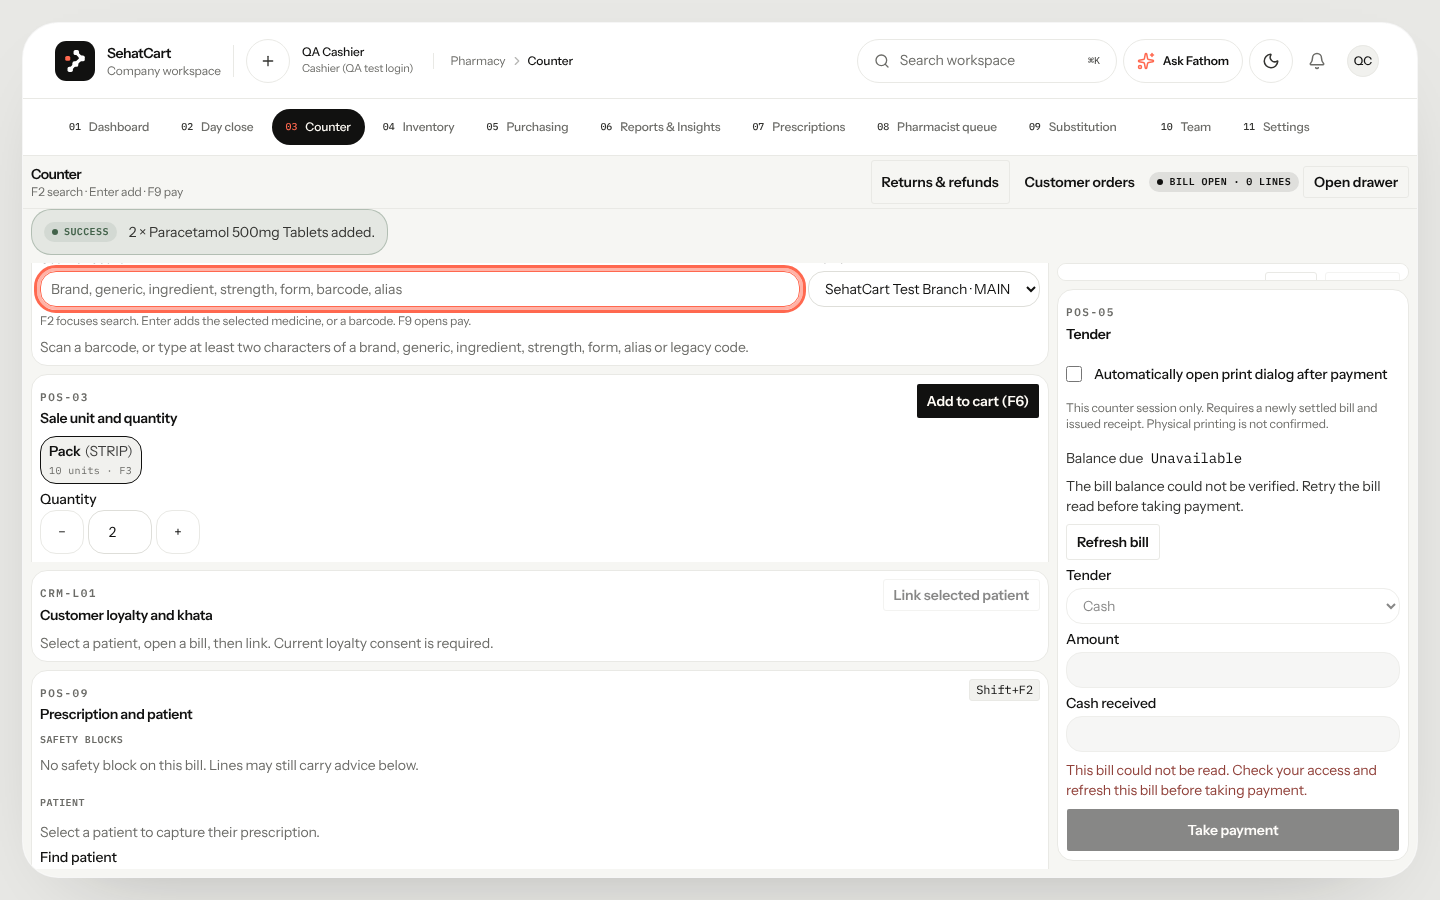 SehatCart
Company workspace
+
QA Cashier
Cashier (QA test login)
Pharmacy > Counter
Search workspace ⌘K
Ask Fathom
QC
01 Dashboard
02 Day close
03 Counter
04 Inventory
05 Purchasing
06 Reports & Insights
07 Prescriptions
08 Pharmacist queue
09 Substitution
10 Team
11 Settings
Counter
F2 search · Enter add · F9 pay
Returns & refunds
Customer orders
BILL OPEN · 0 LINES
Open drawer
SUCCESS 2 × Paracetamol 500mg Tablets added.
Brand, generic, ingredient, strength, form, barcode, alias
SehatCart Test Branch · MAIN
F2 focuses search. Enter adds the selected medicine, or a barcode. F9 opens pay.
Scan a barcode, or type at least two characters of a brand, generic, ingredient, strength, form, alias or legacy code.
POS-03
Sale unit and quantity
Add to cart (F6)
Pack (STRIP)
10 units · F3
Quantity
− 2 +
CRM-L01
Customer loyalty and khata
Link selected patient
Select a patient, open a bill, then link. Current loyalty consent is required.
POS-09
Prescription and patient
Shift+F2
SAFETY BLOCKS
No safety block on this bill. Lines may still carry advice below.
PATIENT
Select a patient to capture their prescription.
Find patient
POS-05
Tender
Automatically open print dialog after payment
This counter session only. Requires a newly settled bill and
issued receipt. Physical printing is not confirmed.
Balance due Unavailable
The bill balance could not be verified. Retry the bill
read before taking payment.
Refresh bill
Tender
Cash
Amount
Cash received
This bill could not be read. Check your access and
refresh this bill before taking payment.
Take payment